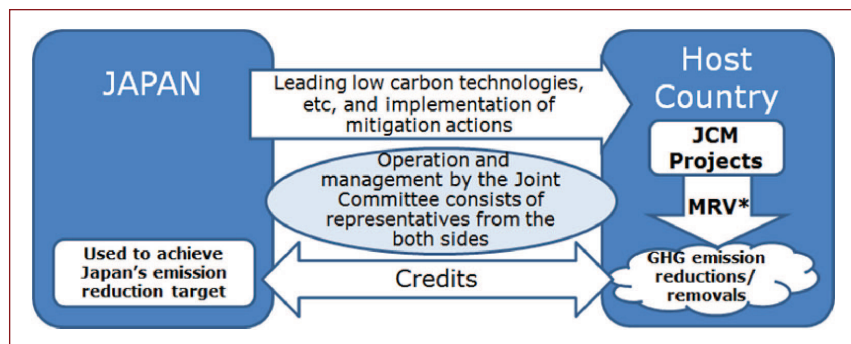 JAPAN
Leading low carbon technologies,
etc, and implementation of
mitigation actions
Host
Country
JCM
Projects
Operation and
management by the Joint
Committee consists of
representatives from the
both sides
MRV*
Used to achieve
Japan's emission
reduction target
Credits
GHG emission
reductions/
removals